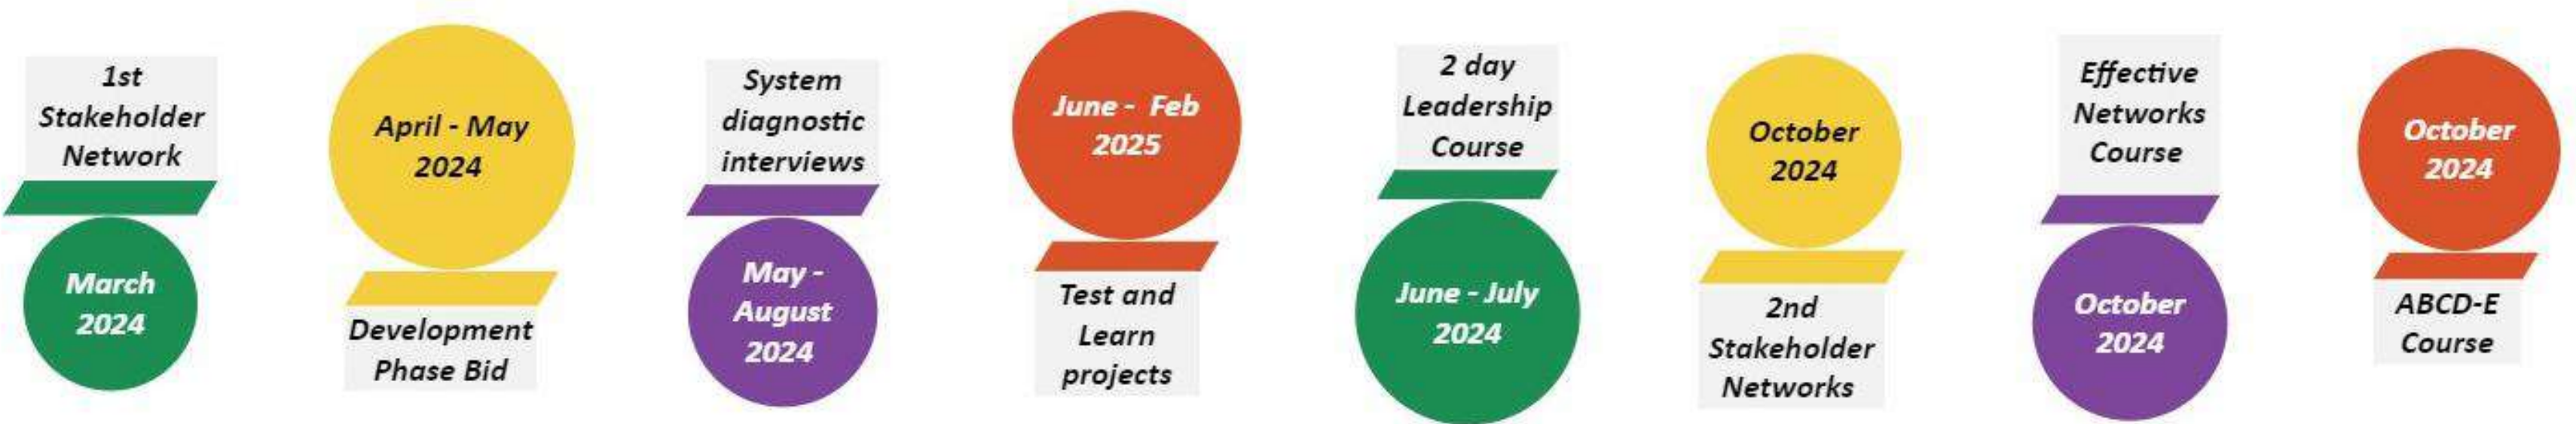 1st
Stakeholder
Network
March
2024
April - May
2024
Development
Phase Bid
System
diagnostic
interviews
May -
August
2024
June - Feb
2025
Test and
Learn
projects
2 day
Leadership
Course
June - July
2024
October
2024
2nd
Stakeholder
Networks
Effective
Networks
Course
October
2024
October
2024
ABCD-E
Course